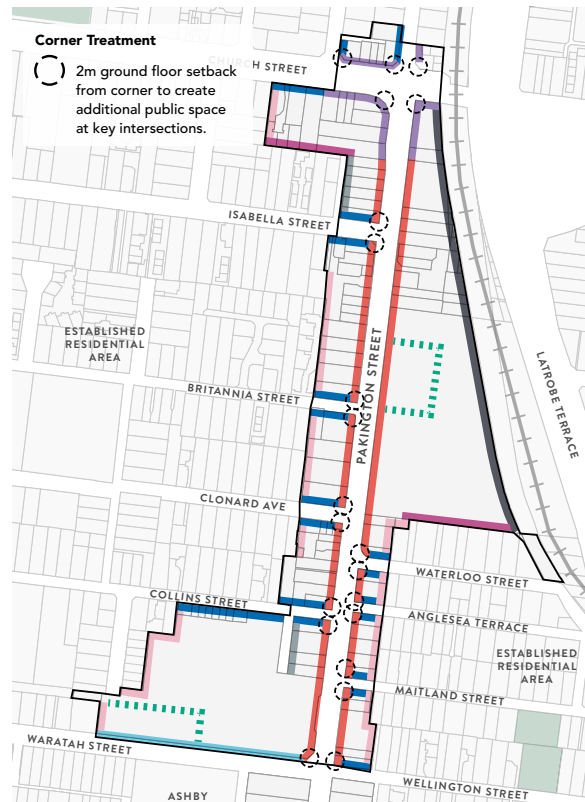 Corner Treatment
2m ground floor setback
from corner to create
additional public space
at key intersections.
CHURCH STREET
ISABELLA STREET
ESTABLISHED
RESIDENTIAL
AREA
PAKINGTON STREET
LATROBE TERRACE
BRITANNIA STREET
CLONARD AVE
WATERLOO STREET
COLLINS STREET
ANGLESEA TERRACE
ESTABLISHED
RESIDENTIAL
AREA
MAITLAND STREET
WARATAH STREET
WELLINGTON STREET
ASHBY